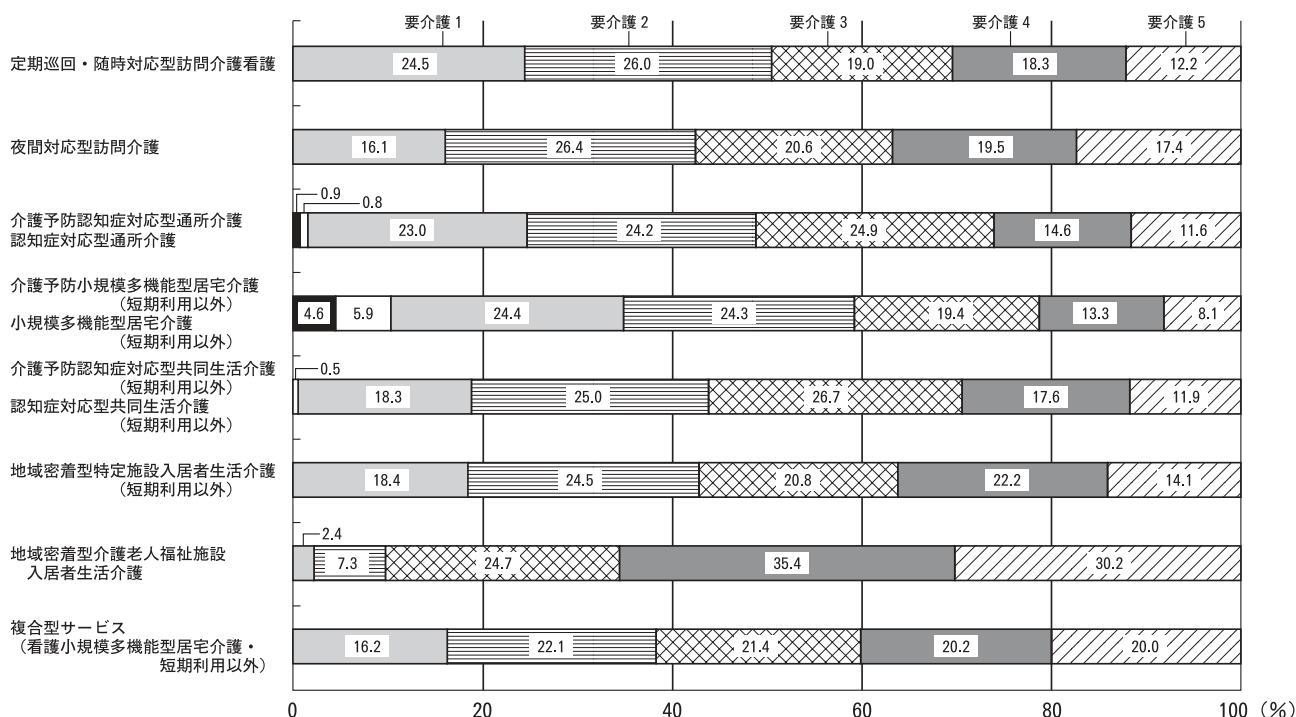 要介護1 要介護2 要介護3 要介護4 要介護5
定期巡回・随時対応型訪問介護看護 24.5 26.0 19.0 18.3 12.2
夜間対応型訪問介護 16.1 26.4 20.6 19.5 17.4
0.9
0.8
介護予防認知症対応型通所介護
認知症対応型通所介護
23.0 24.2 24.9 14.6 11.6
介護予防小規模多機能型居宅介護
(短期利用以外)
小規模多機能型居宅介護
(短期利用以外)
4.6 5.9 24.4 24.3 19.4 13.3 8.1
0.5
介護予防認知症対応型共同生活介護
(短期利用以外)
認知症対応型共同生活介護
(短期利用以外)
18.3 25.0 26.7 17.6 11.9
地域密着型特定施設入居者生活介護
(短期利用以外)
18.4 24.5 20.8 22.2 14.1
2.4
地域密着型介護老人福祉施設
入居者生活介護
7.3 24.7 35.4 30.2
複合型サービス
(看護小規模多機能型居宅介護・
短期利用以外)
16.2 22.1 21.4 20.2 20.0
0 20 40 60 80 100 (%)